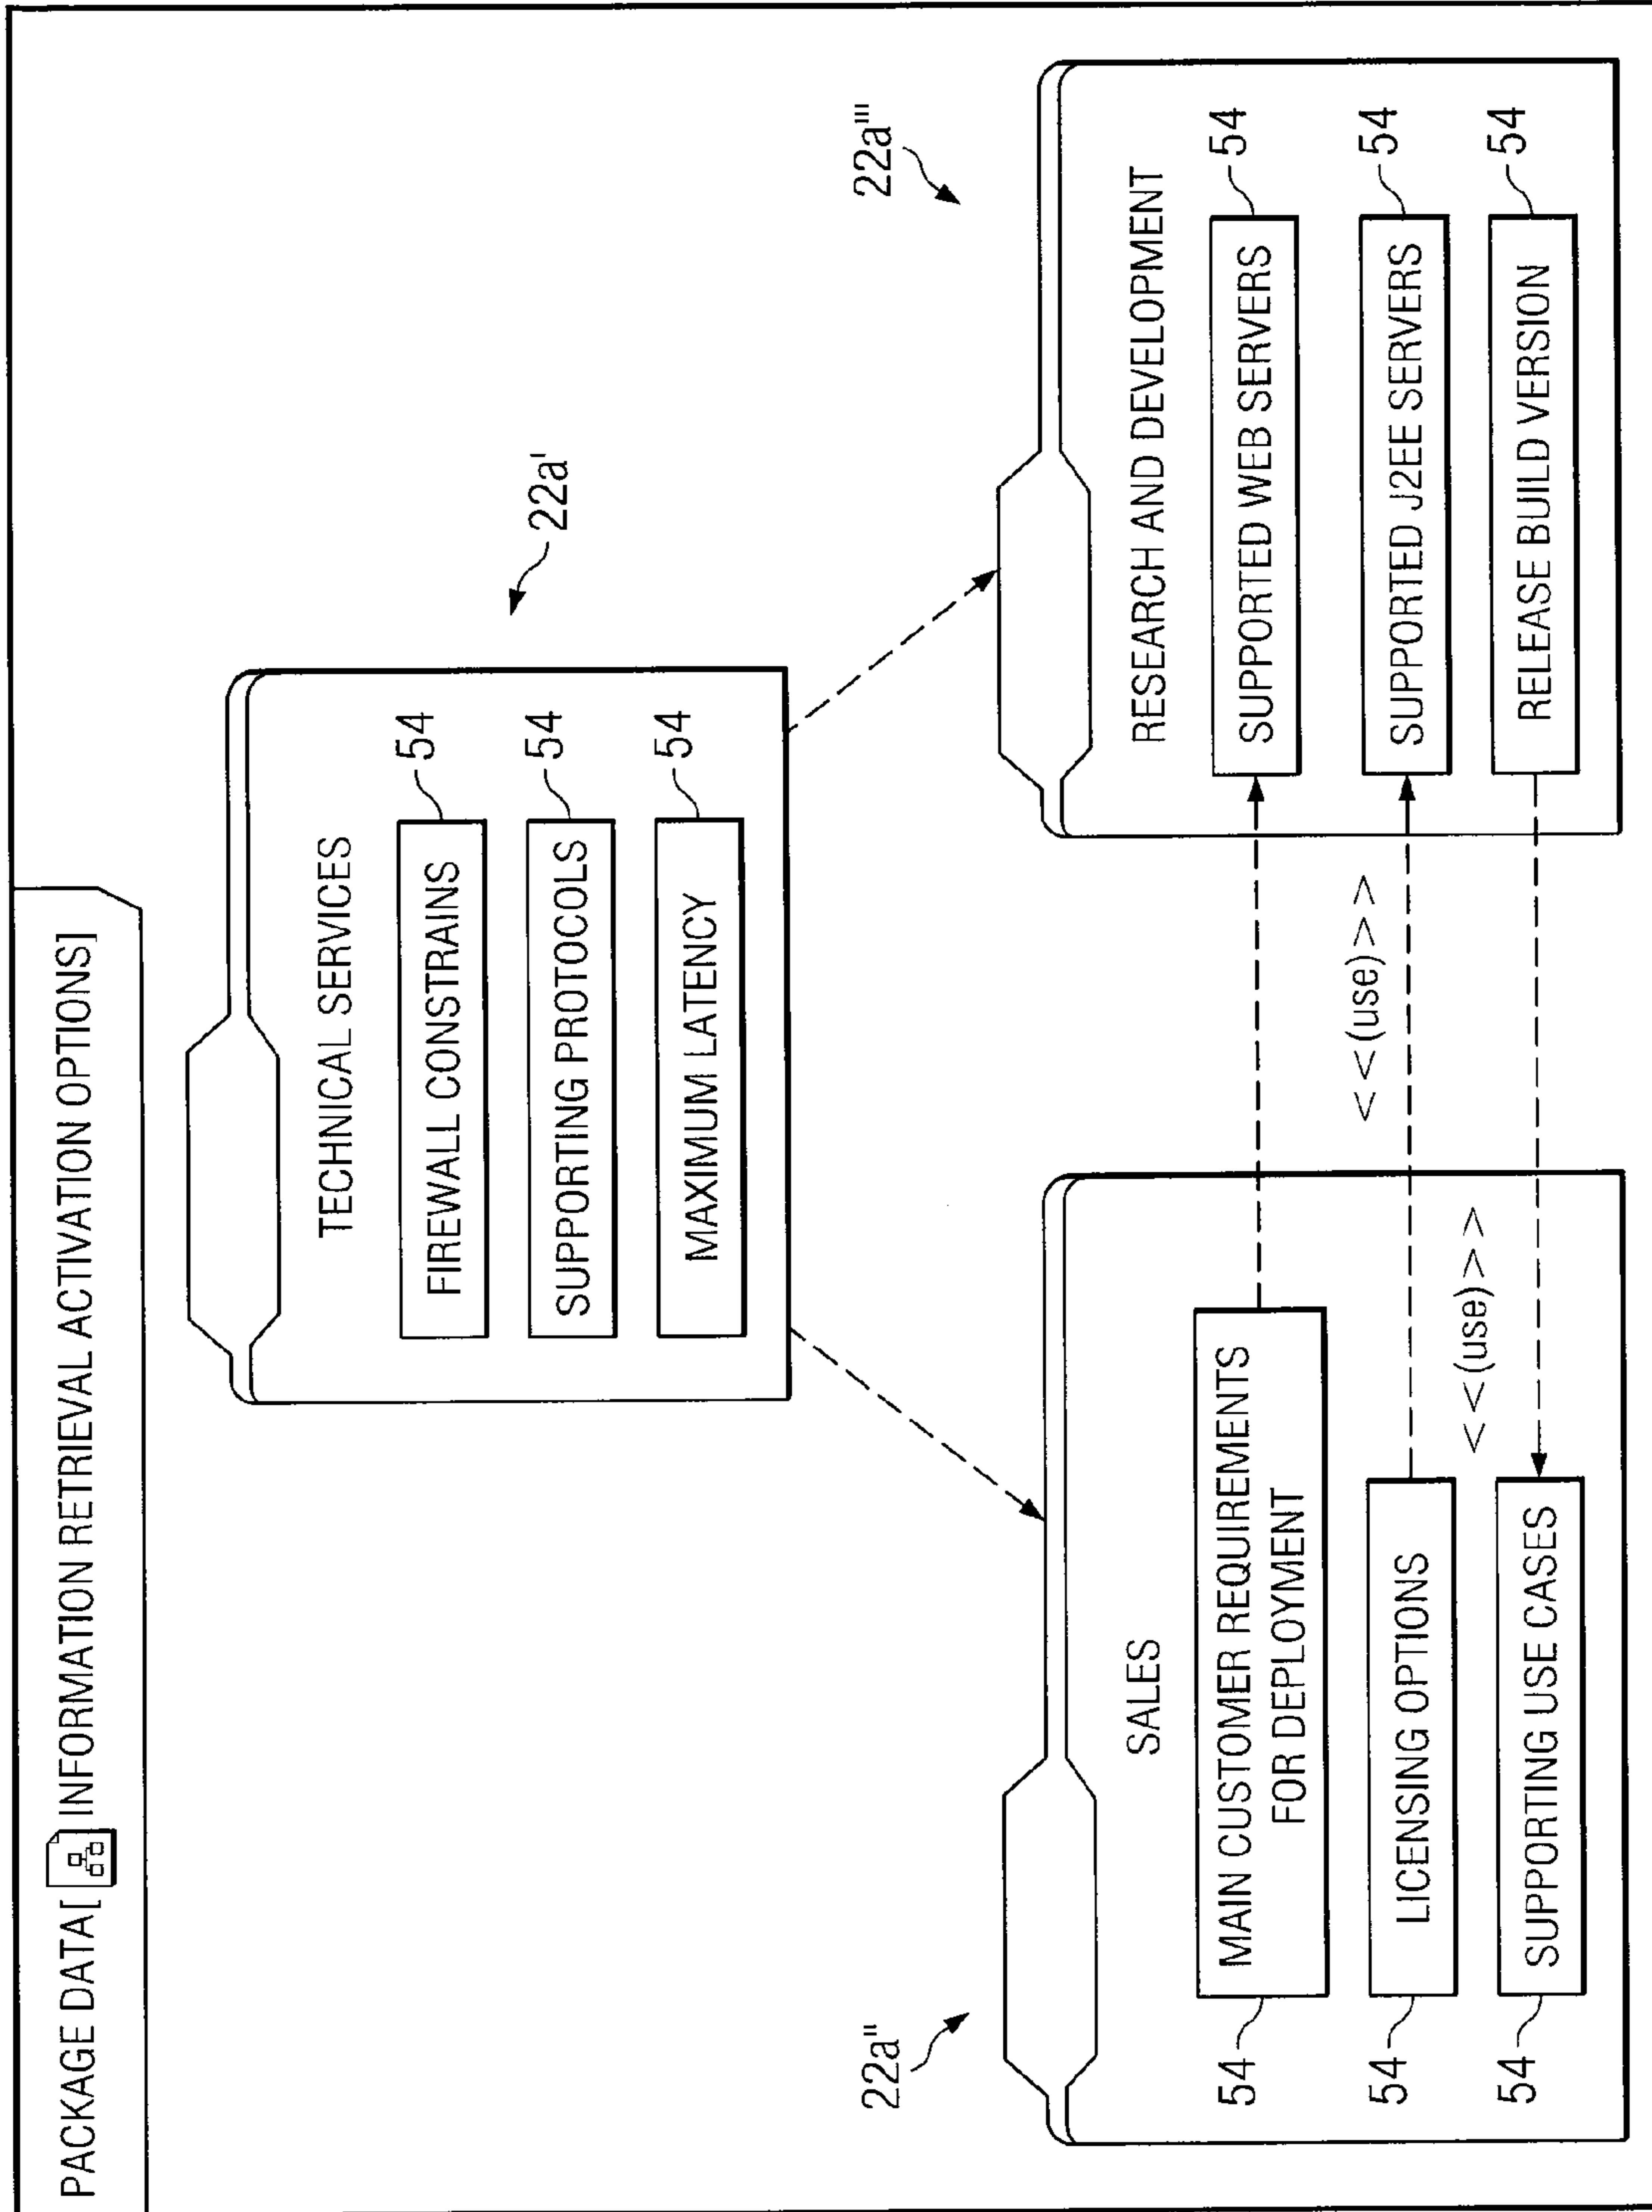 PACKAGE DATA[ ] INFORMATION RETRIEVAL ACTIVATION OPTIONS]
22a'
TECHNICAL SERVICES
FIREWALL CONSTRAINS
54
SUPPORTING PROTOCOLS
54
MAXIMUM LATENCY
54
22a"
SALES
54
MAIN CUSTOMER REQUIREMENTS
FOR DEPLOYMENT
54
LICENSING OPTIONS
54
SUPPORTING USE CASES
<<(use)>>
<<(use)>>
22a'''
RESEARCH AND DEVELOPMENT
SUPPORTED WEB SERVERS
54
SUPPORTED J2EE SERVERS
54
RELEASE BUILD VERSION
54